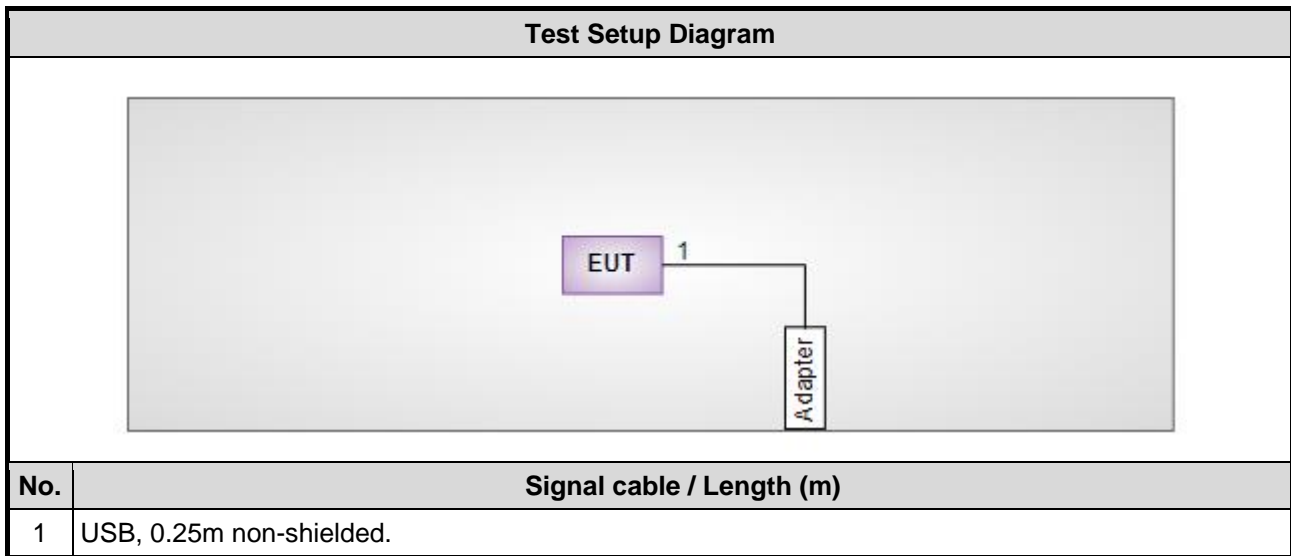 Test Setup Diagram
EUT
1
Adapter
No. Signal cable / Length (m)
1 USB, 0.25m non-shielded.